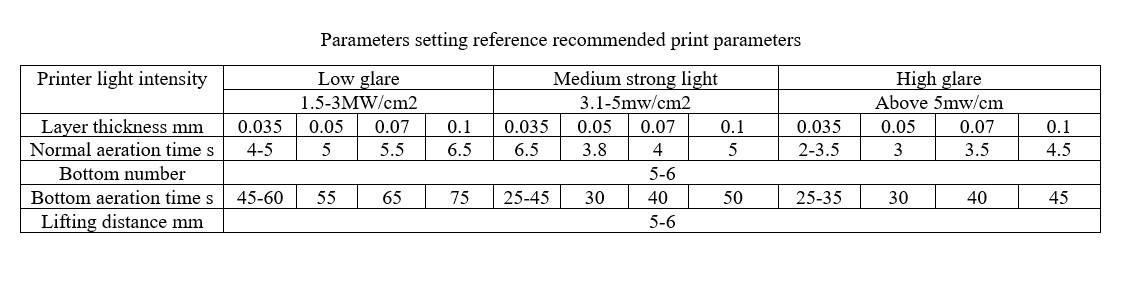 Parameters setting reference recommended print parameters
Printer light intensity Low glare Medium strong light High glare
1.5-3MW/cm2 3.1-5mw/cm2 Above 5mw/cm
Layer thickness mm 0.035 0.05 0.07 0.1 0.035 0.05 0.07 0.1 0.035 0.05 0.07 0.1
Normal aeration time s 4-5 5 5.5 6.5 6.5 3.8 4 5 2-3.5 3 3.5 4.5
Bottom number 5-6
Bottom aeration time s 45-60 55 65 75 25-45 30 40 50 25-35 30 40 45
Lifting distance mm 5-6